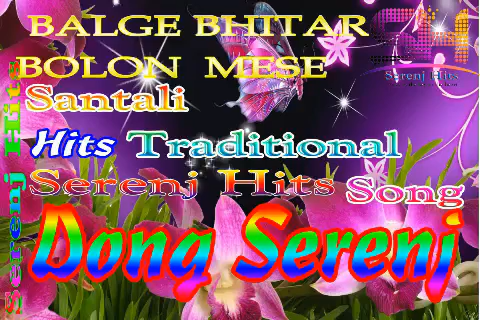 BALGE BHITAR
BOLON MESE
Santali
Hits Traditional
Serenj Hits Song
Dong Serenj
Serenj Hits
Serenj Hits